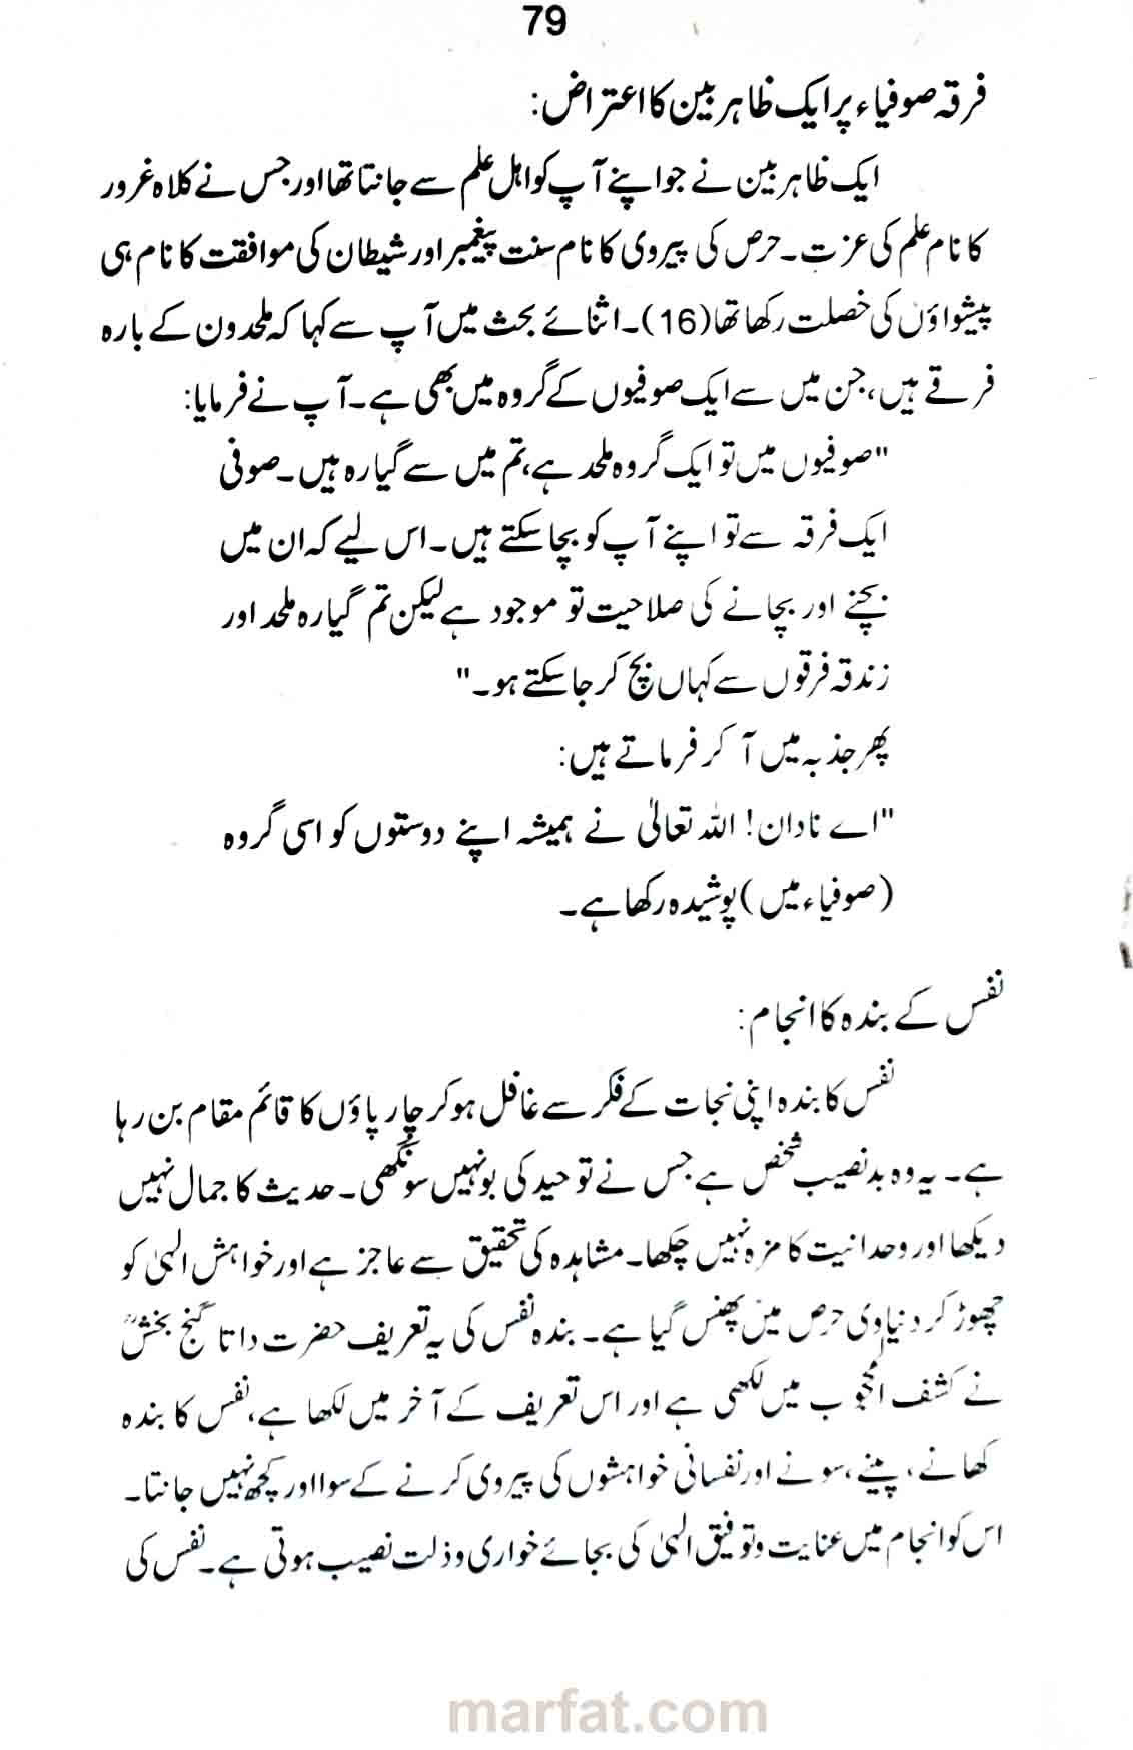 79
فرقہ صوفیاء پر ایک ظاہر بین کا اعتراض:
ایک ظاہر بین نے جو اپنے آپ کو اہل علم سے جانتا تھا اور جس نے کلاہ غرور
کا نام علم کی عزت۔ حرص کی پیروی کا نام سنت پیغمبر اور شیطان کی موافقت کا نام ہی
پیشواؤں کی خصلت رکھا تھا (16)۔ اثنائے بحث میں آپ سے کہا کہ ملحدون کے بارہ
فرقے ہیں، جن میں سے ایک صوفیوں کے گروہ میں بھی ہے۔ آپ نے فرمایا:
"صوفیوں میں تو ایک گروہ ملحد ہے، تم میں سے گیارہ ہیں۔ صوفی
ایک فرقہ سے تو اپنے آپ کو بچا سکتے ہیں۔ اس لیے کہ ان میں
بچنے اور بچانے کی صلاحیت تو موجود ہے لیکن تم گیارہ ملحد اور
زندقہ فرقوں سے کہاں بچ کر جا سکتے ہو۔"
پھر جذبہ میں آ کر فرماتے ہیں:
"اے نادان! اللہ تعالیٰ نے ہمیشہ اپنے دوستوں کو اسی گروہ
(صوفیاء میں) پوشیدہ رکھا ہے۔
نفس کے بندہ کا انجام:
نفس کا بندہ اپنی نجات کے فکر سے غافل ہو کر چار پاؤں کا قائم مقام بن رہا
ہے۔ یہ وہ بدنصیب شخص ہے جس نے توحید کی بو نہیں سونگھی۔ حدیث کا جمال نہیں
دیکھا اور وحدانیت کا مزہ نہیں چکھا۔ مشاہدہ کی تحقیق سے عاجز ہے اور خواہش الہیٰ کو
چھوڑ کر دنیاوی حرص میں پھنس گیا ہے۔ بندہ نفس کی یہ تعریف حضرت داتا گنج بخشؒ
نے کشف المحجوب میں لکھی ہے اور اس تعریف کے آخر میں لکھا ہے، نفس کا بندہ
کھانے، پینے، سونے اور نفسانی خواہشوں کی پیروی کرنے کے سوا اور کچھ نہیں جانتا۔
اس کو انجام میں عنایت و توفیق الہیٰ کی بجائے خواری و ذلت نصیب ہوتی ہے۔ نفس کی
marfat.com